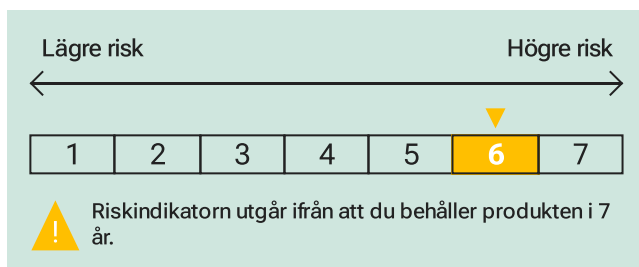 Lägre risk Högre risk
1 2 3 4 5 6 7
Riskindikatorn utgår ifrån att du behåller produkten i 7
år.